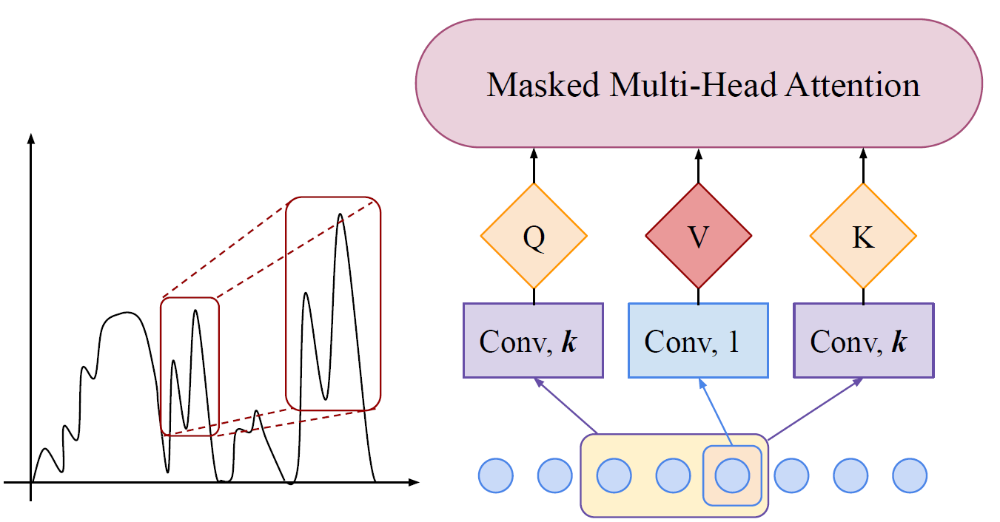 Masked Multi-Head Attention
Q
V
K
Conv, k
Conv, 1
Conv, k